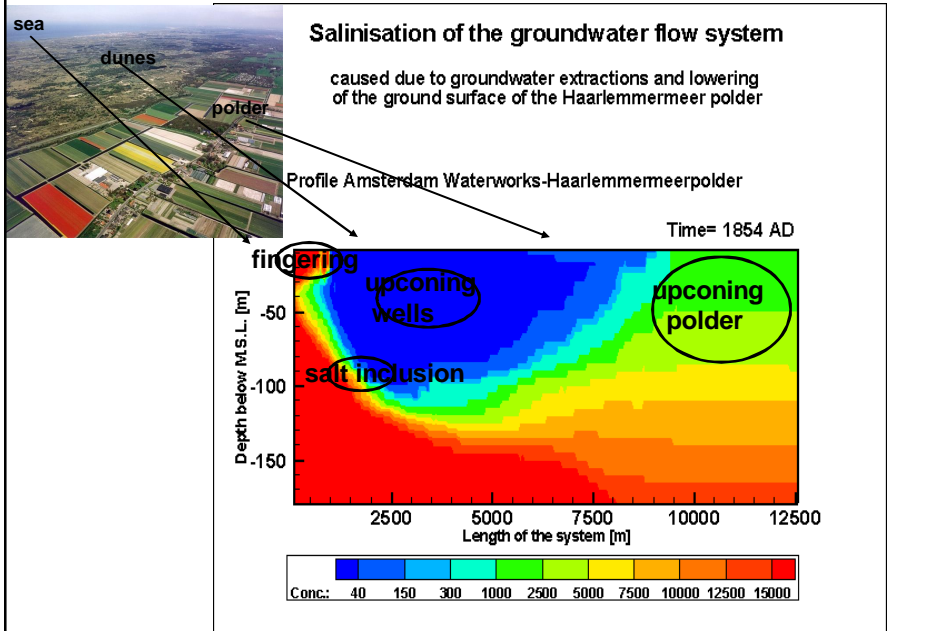 sea
dunes
polder
Salinisation of the groundwater flow system
caused due to groundwater extractions and lowering
of the ground surface of the Haarlemmermeer polder
Profile Amsterdam Waterworks-Haarlemmermeerpolder
Time= 1854 AD
fingering
upconing
wells
upconing
polder
salt inclusion
Depth below M.S.L. [m]
-50
-100
-150
2500 5000 7500 10000 12500
Length of the system [m]
Conc.: 40 150 300 1000 2500 5000 7500 10000 12500 15000